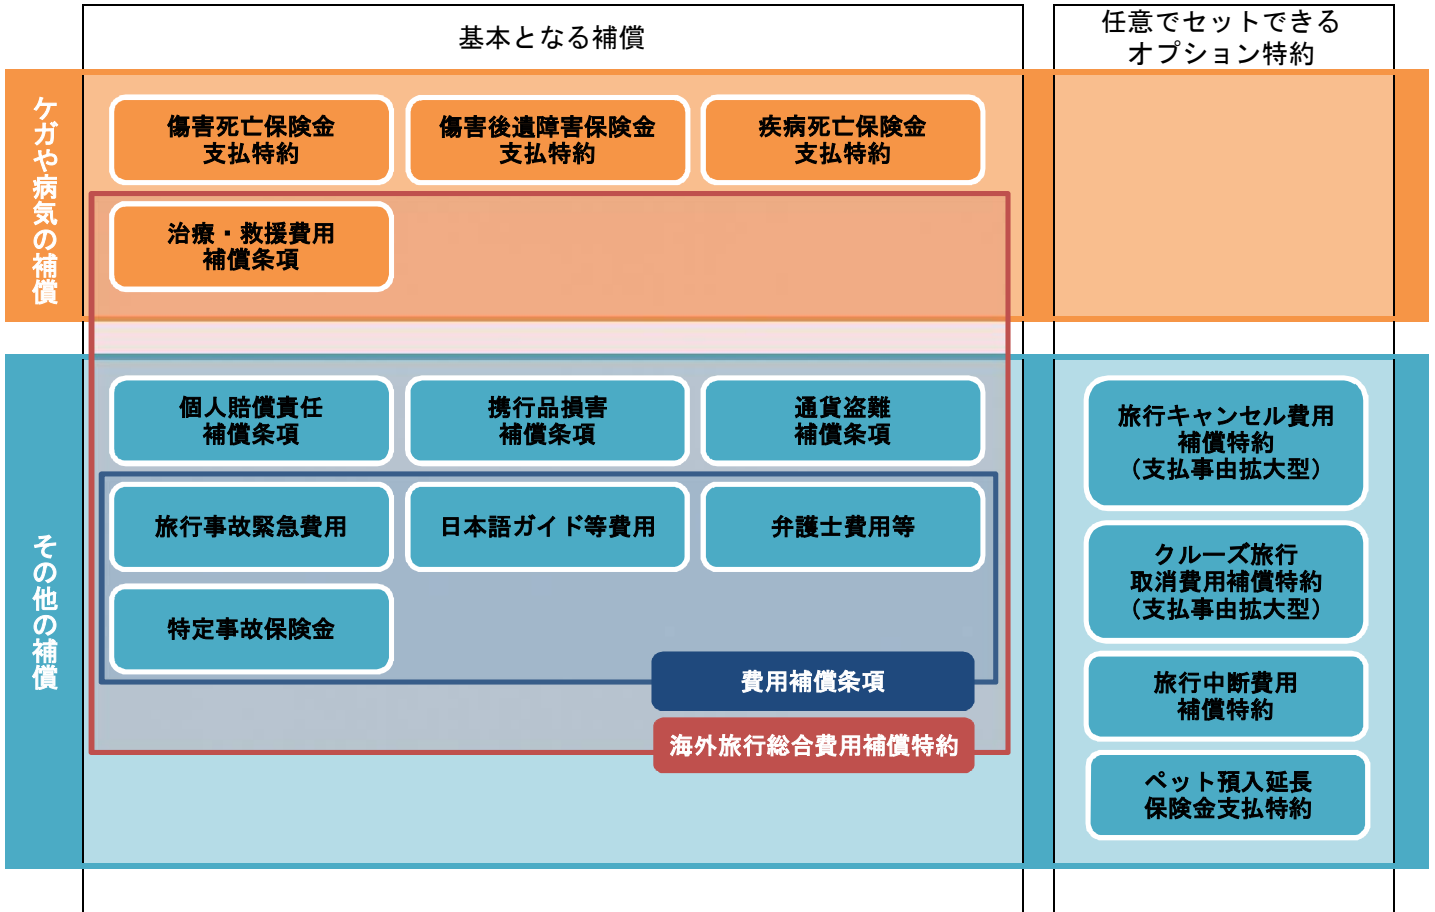 基本となる補償
任意でセットできる
オプション特約
ケガや病気の補償
傷害死亡保険金
支払特約
傷害後遺障害保険金
支払特約
疾病死亡保険金
支払特約
治療・救援費用
補償条項
その他の補償
個人賠償責任
補償条項
携行品損害
補償条項
通貨盗難
補償条項
旅行事故緊急費用
日本語ガイド等費用
弁護士費用等
特定事故保険金
費用補償条項
海外旅行総合費用補償特約
旅行キャンセル費用
補償特約
（支払事由拡大型）
クルーズ旅行
取消費用補償特約
（支払事由拡大型）
旅行中断費用
補償特約
ペット預入延長
保険金支払特約